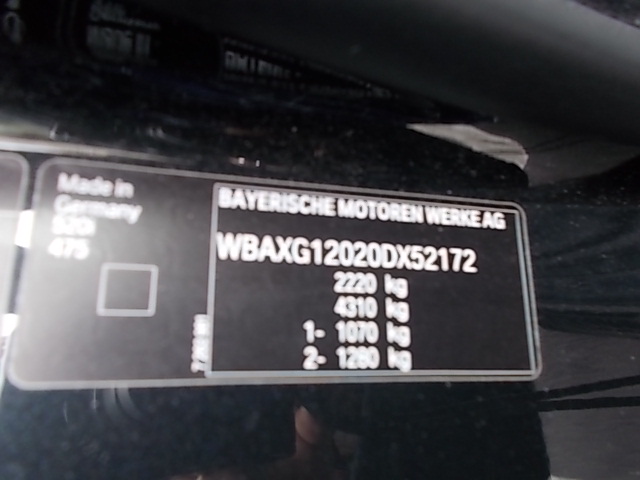 Made in
Germany
520i
475
BAYERISCHE MOTOREN WERKE AG
WBAXG12020DX52172
2220 kg
4310 kg
1- 1070 kg
2- 1260 kg